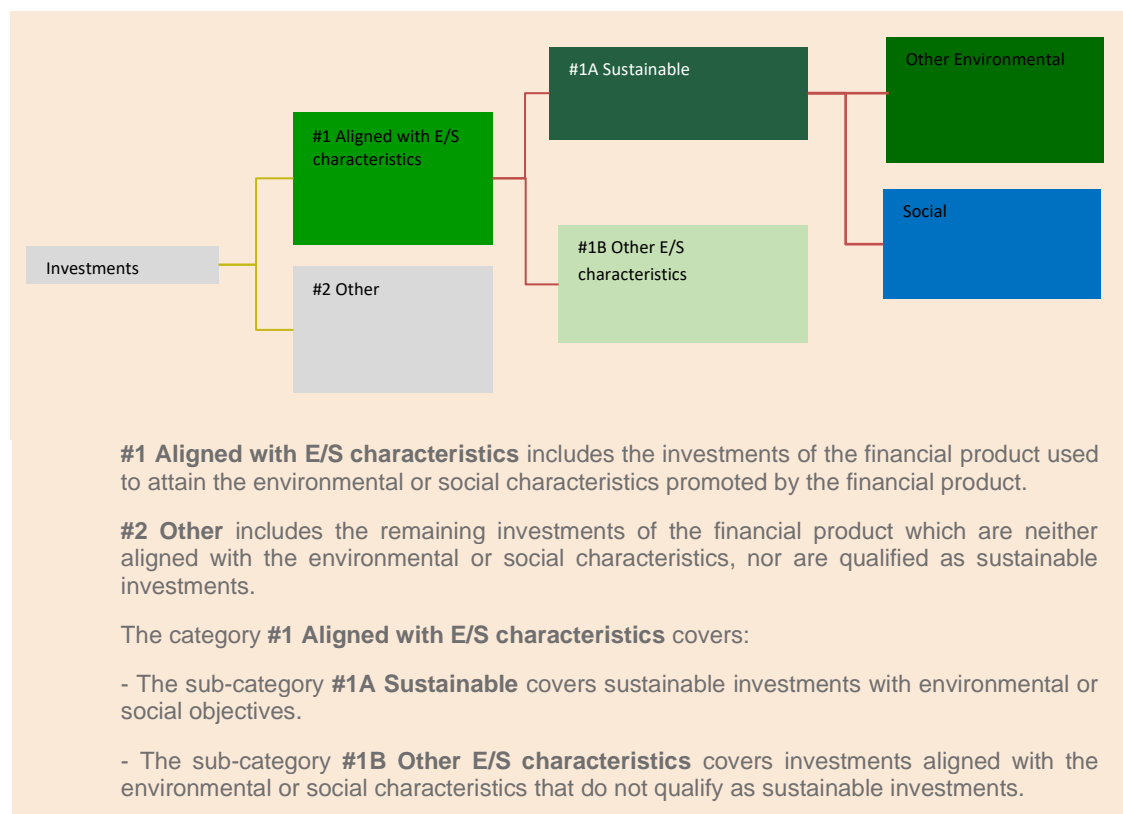 #1A Sustainable
Other Environmental
#1 Aligned with E/S
characteristics
Social
#1B Other E/S
characteristics
Investments
#2 Other
#1 Aligned with E/S characteristics includes the investments of the financial product used
to attain the environmental or social characteristics promoted by the financial product.
#2 Other includes the remaining investments of the financial product which are neither
aligned with the environmental or social characteristics, nor are qualified as sustainable
investments.
The category #1 Aligned with E/S characteristics covers:
- The sub-category #1A Sustainable covers sustainable investments with environmental or
social objectives.
- The sub-category #1B Other E/S characteristics covers investments aligned with the
environmental or social characteristics that do not qualify as sustainable investments.